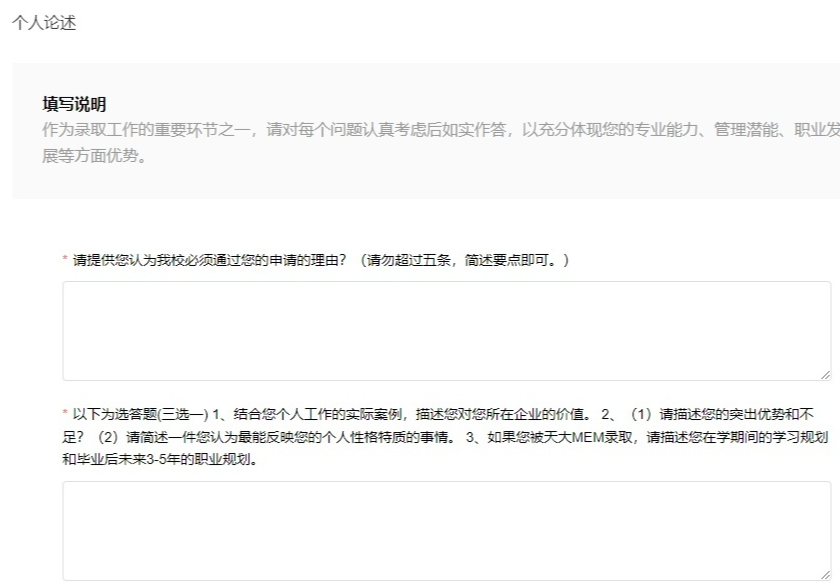 个人论述
填写说明
作为录取工作的重要环节之一，请对每个问题认真考虑后如实作答，以充分体现您的专业能力、管理潜能、职业发
展等方面优势。
* 请提供您认为我校必须通过您的申请的理由？（请勿超过五条，简述要点即可。）
* 以下为选答题(三选一) 1、结合您个人工作的实际案例，描述您对您所在企业的价值。 2、（1）请描述您的突出优势和不
足？（2）请简述一件您认为最能反映您的个人性格特质的事情。 3、如果您被天大MEM录取，请描述您在学期间的学习规划
和毕业后未来3-5年的职业规划。